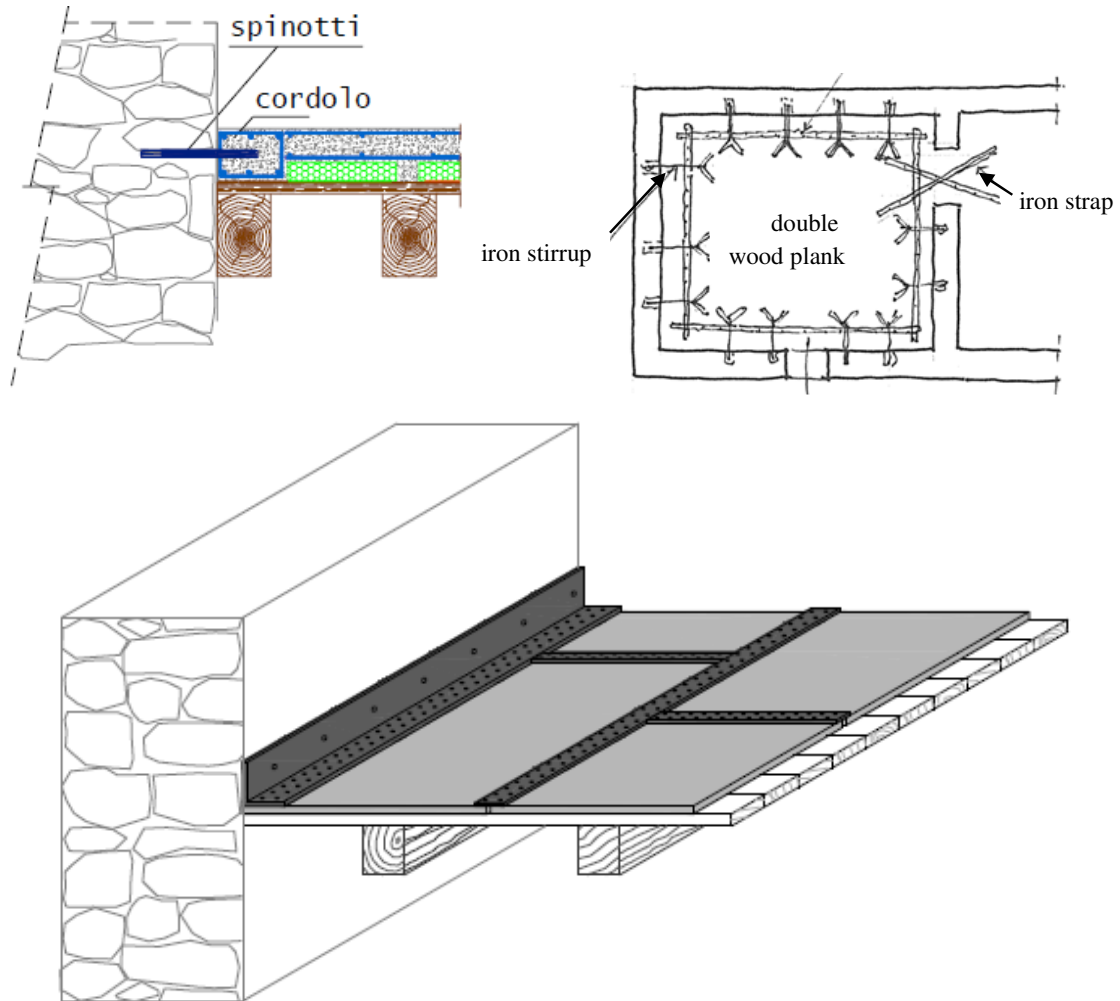 spinotti
cordolo
iron stirrup
double
wood plank
iron strap